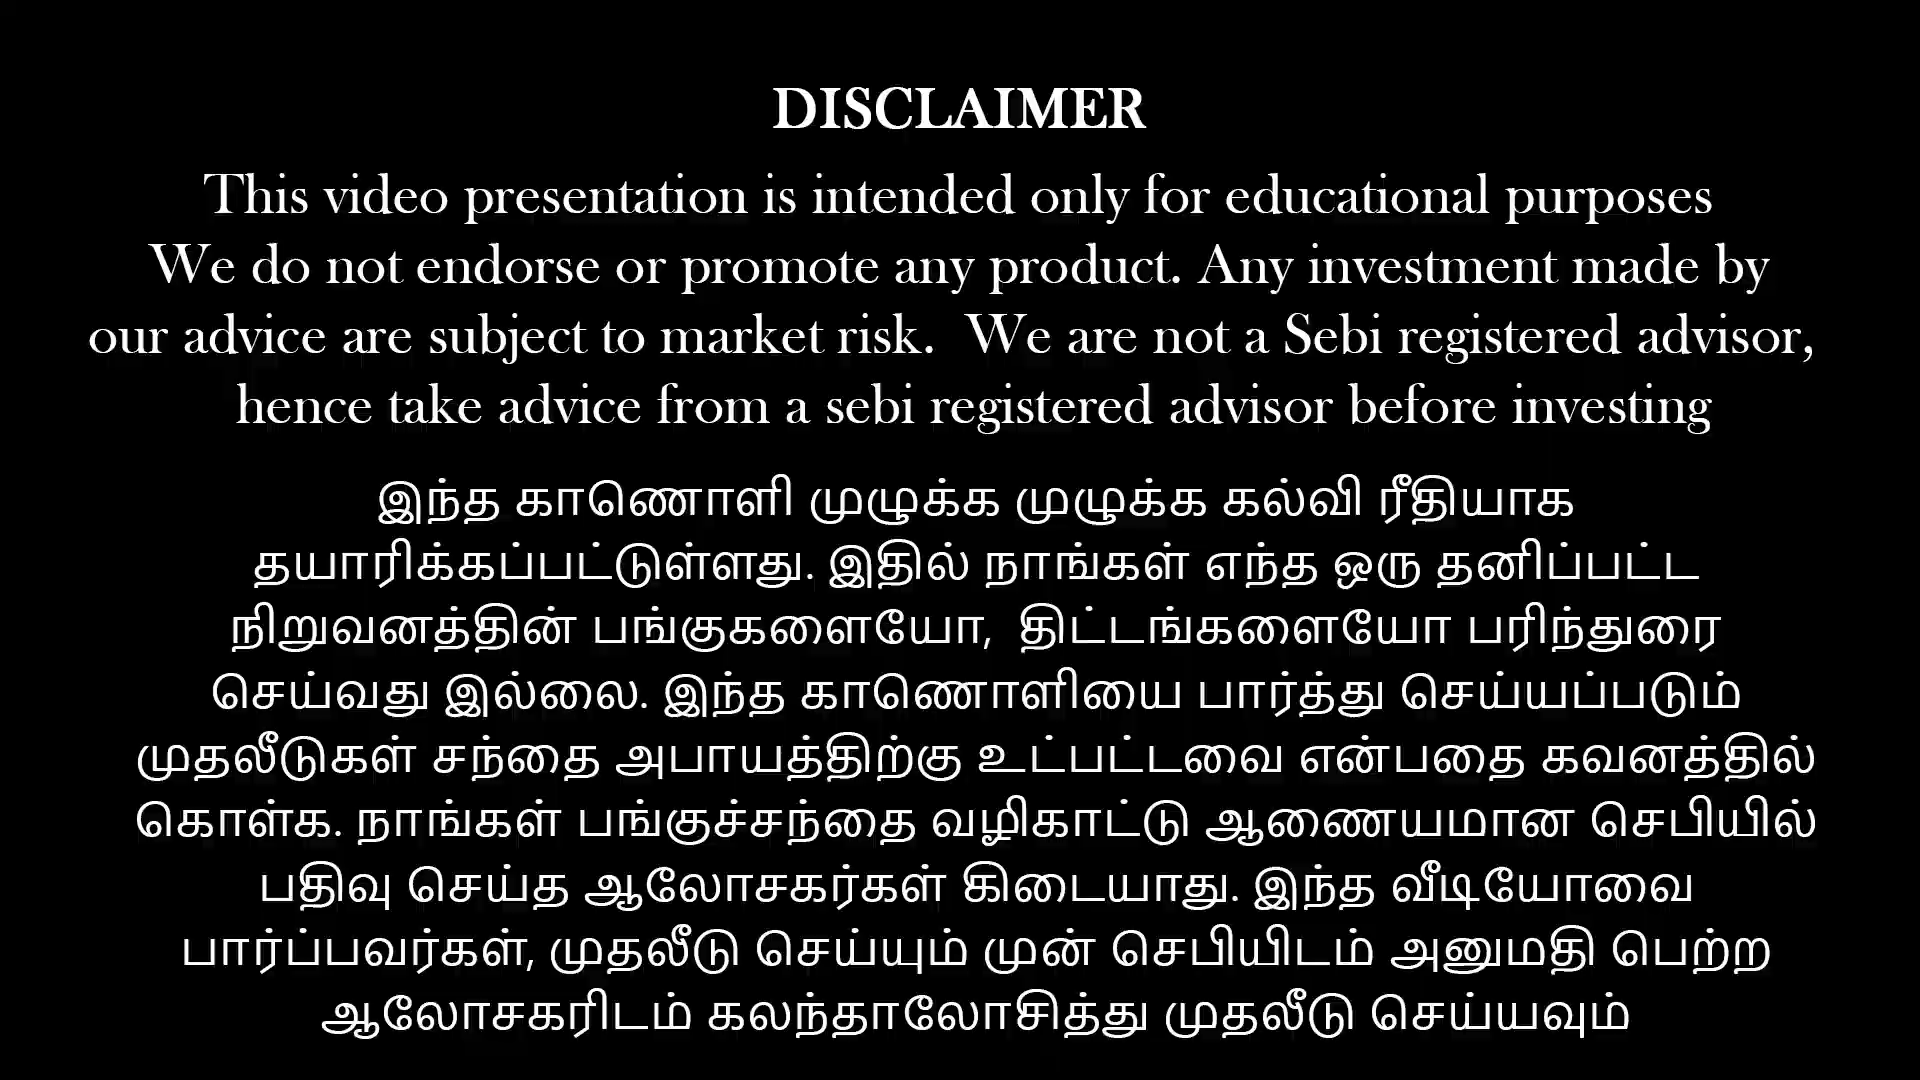 DISCLAIMER
This video presentation is intended only for educational purposes
We do not endorse or promote any product. Any investment made by
our advice are subject to market risk.  We are not a Sebi registered advisor,
hence take advice from a sebi registered advisor before investing
இந்த காணொளி முழுக்க முழுக்க கல்வி ரீதியாக
தயாரிக்கப்பட்டுள்ளது. இதில் நாங்கள் எந்த ஒரு தனிப்பட்ட
நிறுவனத்தின் பங்குகளையோ,  திட்டங்களையோ பரிந்துரை
செய்வது இல்லை. இந்த காணொளியை பார்த்து செய்யப்படும்
முதலீடுகள் சந்தை அபாயத்திற்கு உட்பட்டவை என்பதை கவனத்தில்
கொள்க. நாங்கள் பங்குச்சந்தை வழிகாட்டு ஆணையமான செபியில்
பதிவு செய்த ஆலோசகர்கள் கிடையாது. இந்த வீடியோவை
பார்ப்பவர்கள், முதலீடு செய்யும் முன் செபியிடம் அனுமதி பெற்ற
ஆலோசகரிடம் கலந்தாலோசித்து முதலீடு செய்யவும்